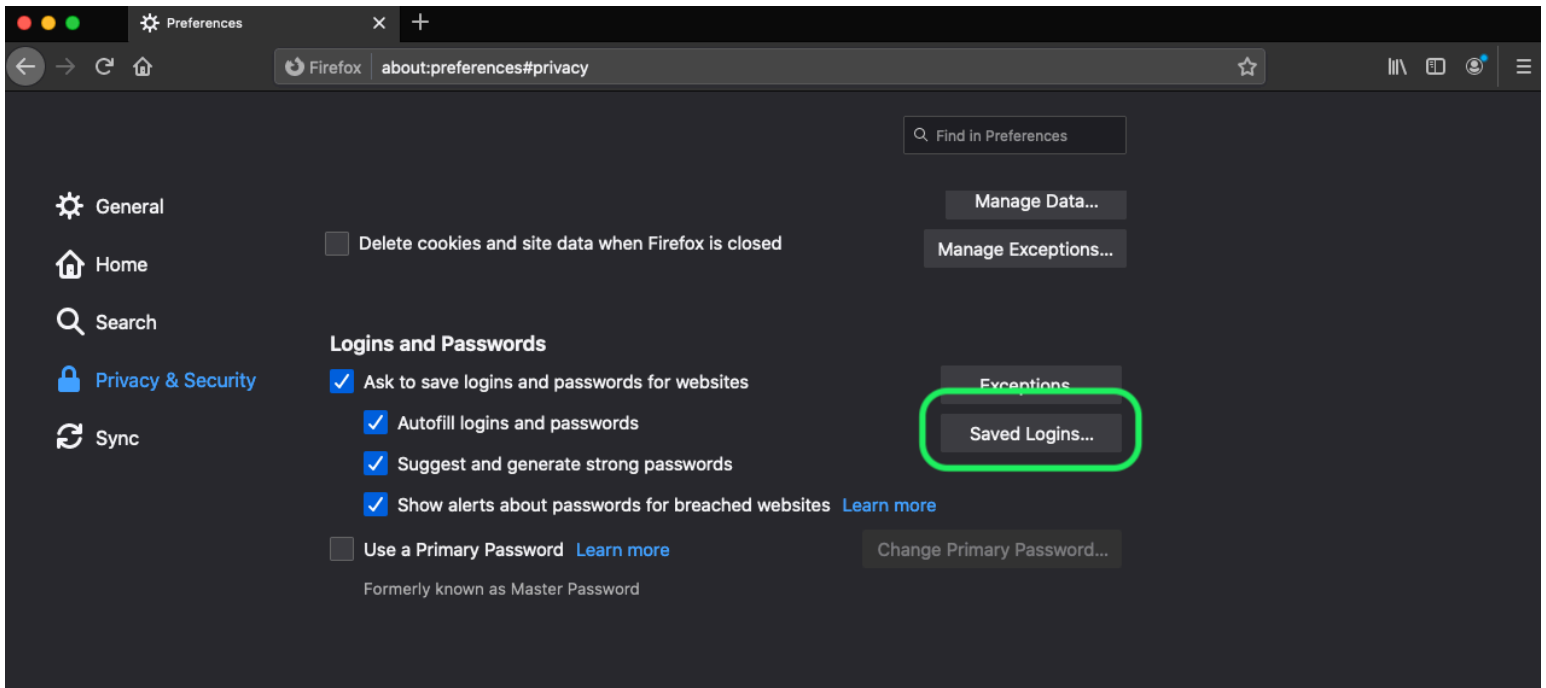 Preferences
Firefox about:preferences#privacy
Find in Preferences
General
Home
Search
Privacy & Security
Sync
Manage Data...
Delete cookies and site data when Firefox is closed
Manage Exceptions...
Logins and Passwords
Ask to save logins and passwords for websites
Exceptions...
Autofill logins and passwords
Saved Logins...
Suggest and generate strong passwords
Show alerts about passwords for breached websites Learn more
Use a Primary Password Learn more
Change Primary Password...
Formerly known as Master Password